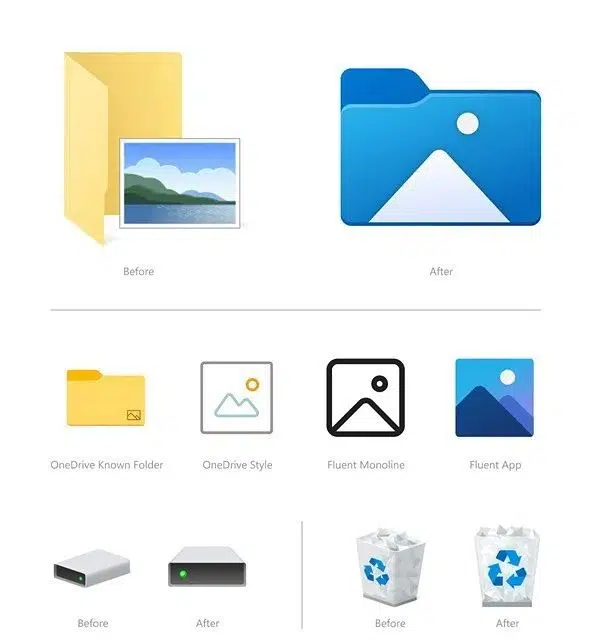 Before
After
OneDrive Known Folder
OneDrive Style
Fluent Monoline
Fluent App
Before
After
Before
After